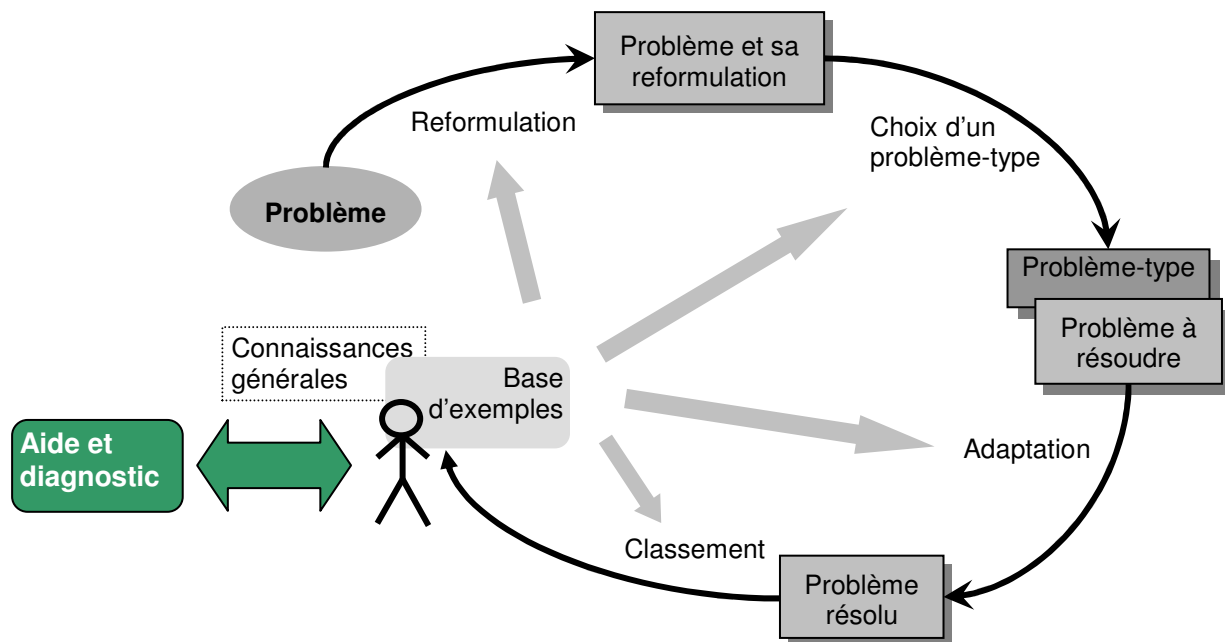 Problème et sa
reformulation
Reformulation
Choix d'un
problème-type
Problème
Problème-type
Problème à
résoudre
Connaissances
générales
Base
d'exemples
Aide et
diagnostic
Adaptation
Classement
Problème
résolu